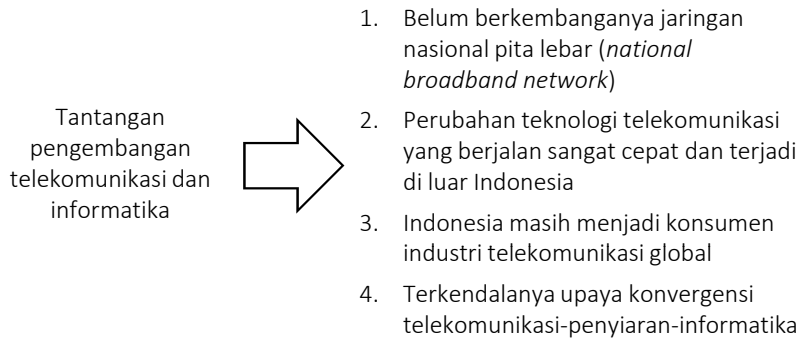 Tantangan
pengembangan
telekomunikasi dan
informatika
1. Belum berkembanganya jaringan
nasional pita lebar (national
broadband network)
2. Perubahan teknologi telekomunikasi
yang berjalan sangat cepat dan terjadi
di luar Indonesia
3. Indonesia masih menjadi konsumen
industri telekomunikasi global
4. Terkendalanya upaya konvergensi
telekomunikasi-penyiaran-informatika